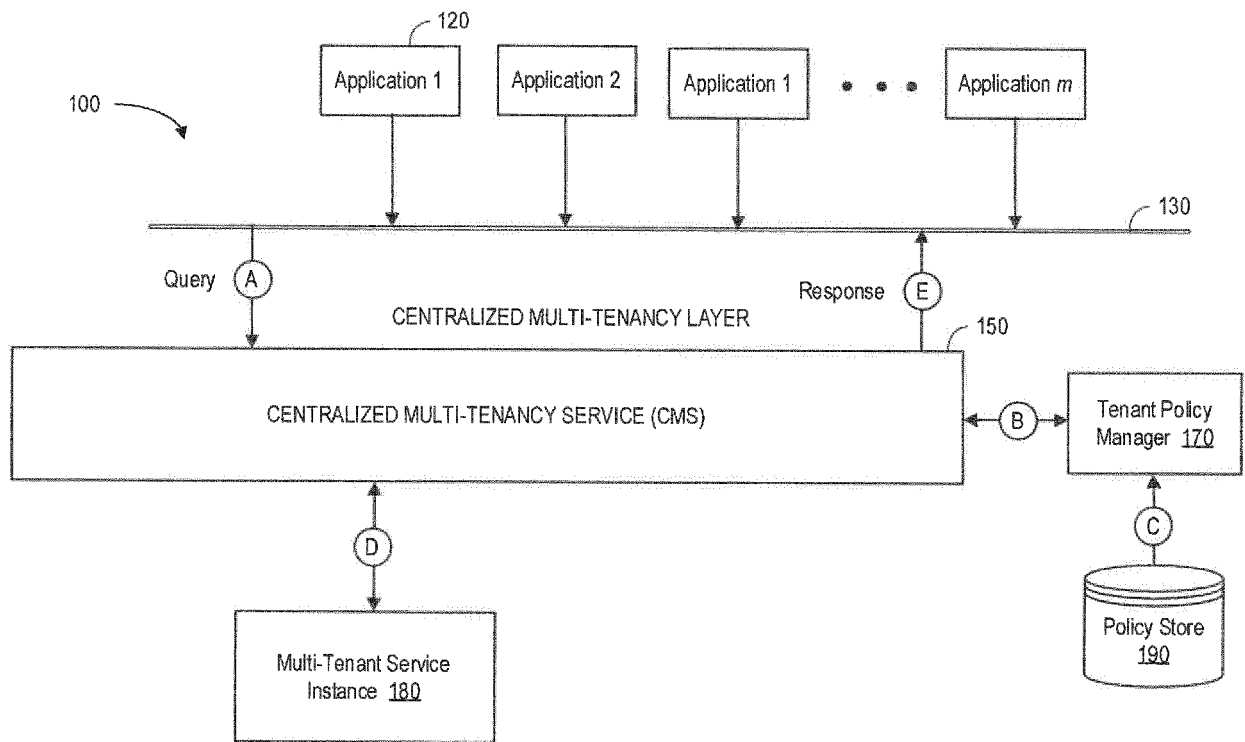 120
Application 1
Application 2
Application 1
Application m
100
130
Query
A
Response
E
CENTRALIZED MULTI-TENANCY LAYER
150
CENTRALIZED MULTI-TENANCY SERVICE (CMS)
B
Tenant Policy
Manager 170
D
C
Policy Store
190
Multi-Tenant Service
Instance 180